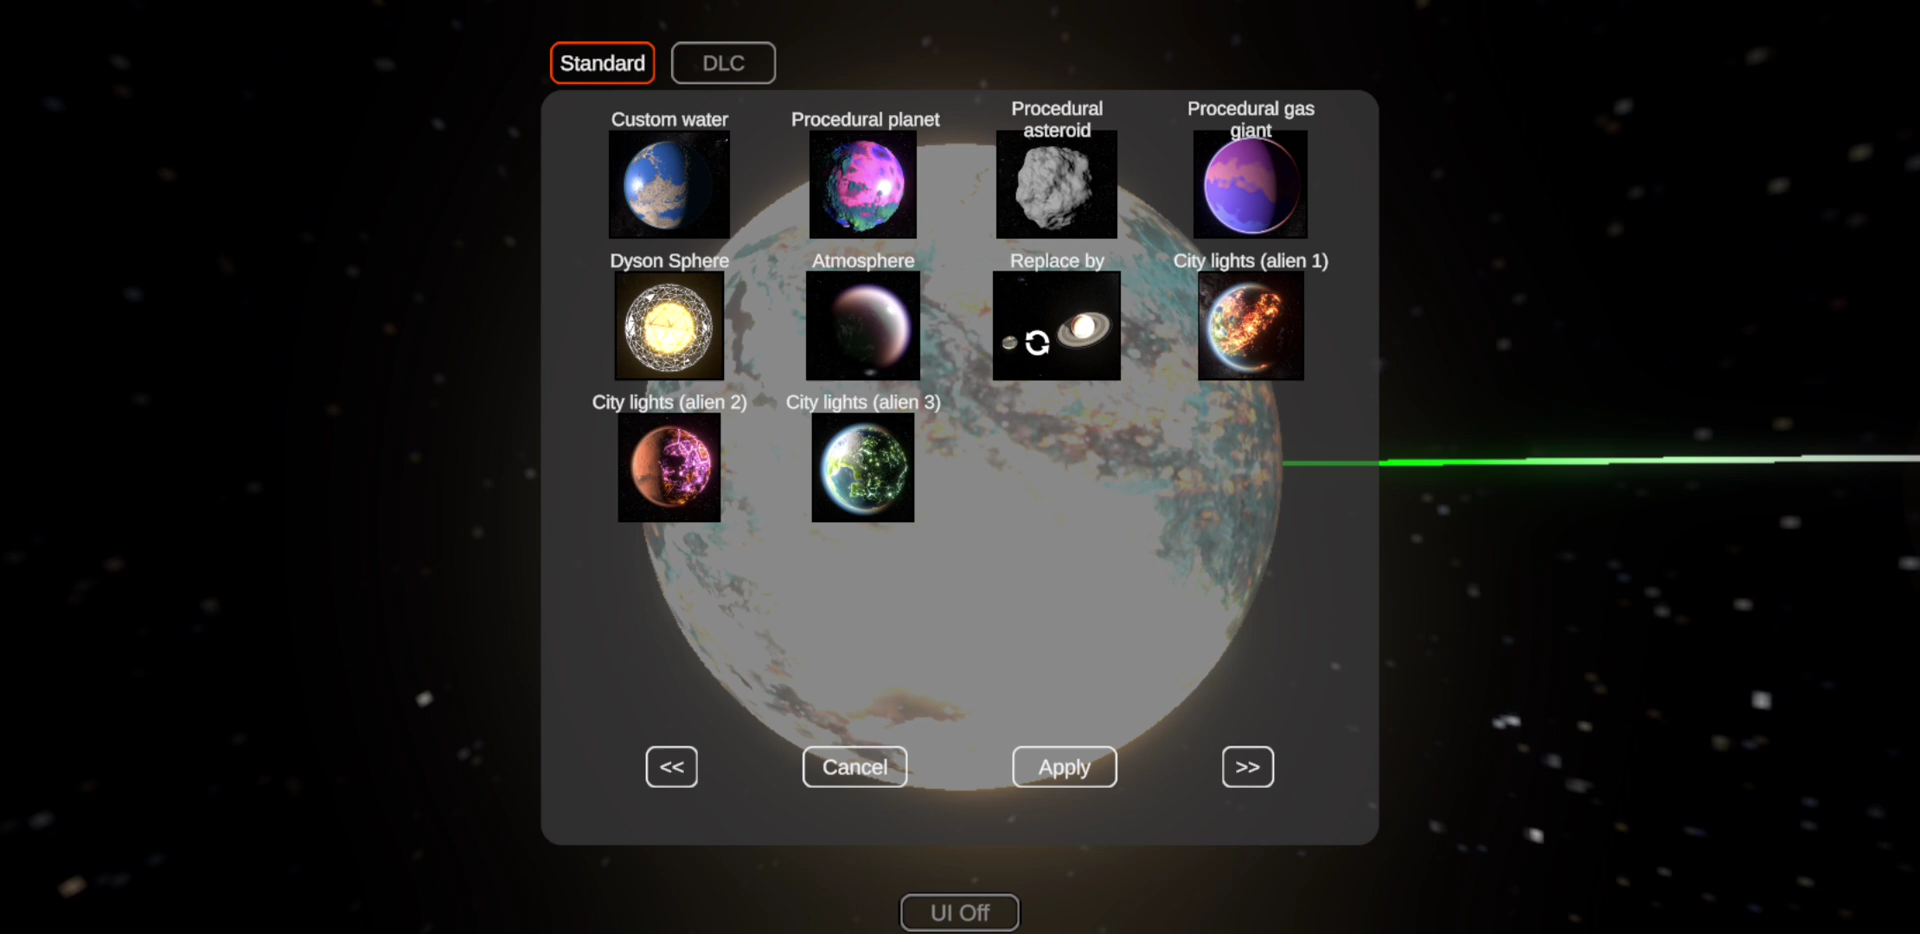 Standard
DLC
Custom water
Procedural planet
Procedural
asteroid
Procedural gas
giant
Dyson Sphere
Atmosphere
Replace by
City lights (alien 1)
City lights (alien 2)
City lights (alien 3)
<<
Cancel
Apply
>>
UI Off